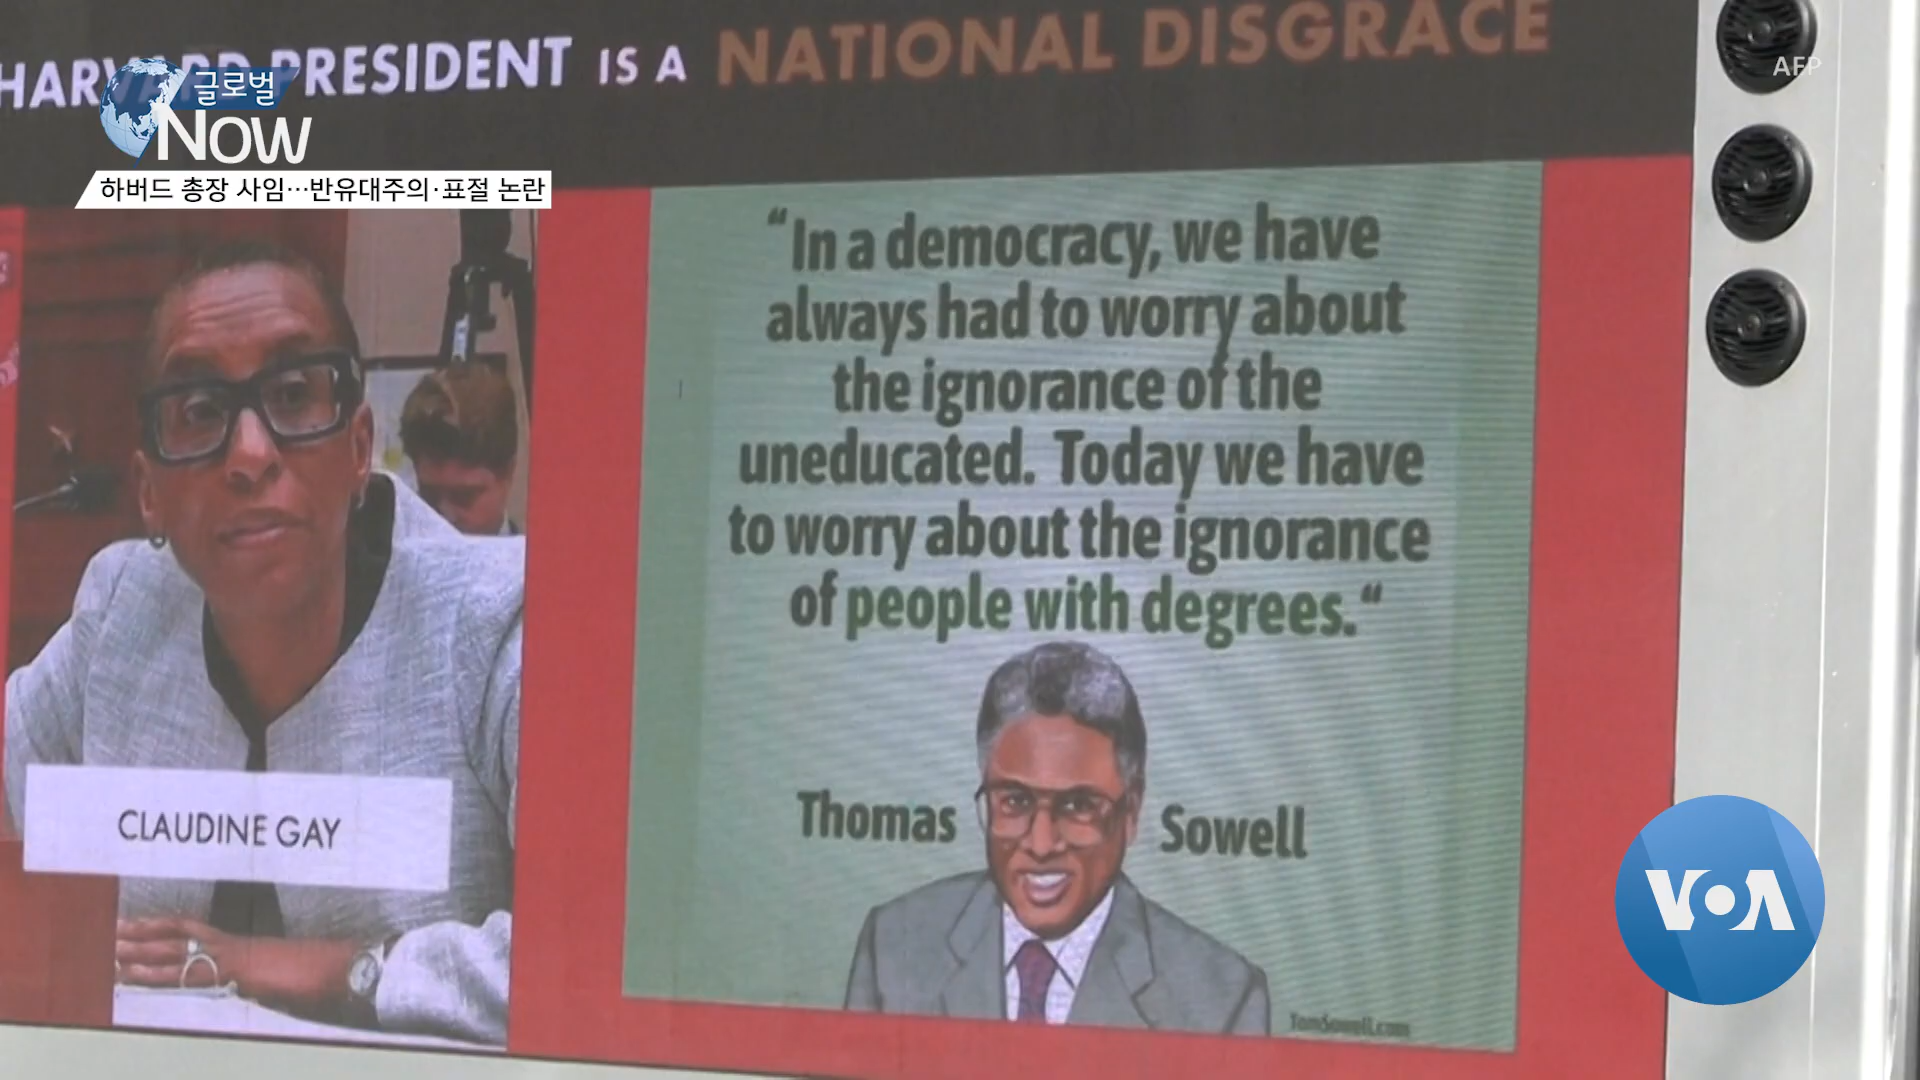 HARVARD PRESIDENT IS A NATIONAL DISGRACE
AFP
글로벌
NOW
하버드 총장 사임…반유대주의·표절 논란
“In a democracy, we have
always had to worry about
the ignorance of the
uneducated. Today we have
to worry about the ignorance
of people with degrees.“
CLAUDINE GAY
Thomas Sowell
TomSowell.com
VOA